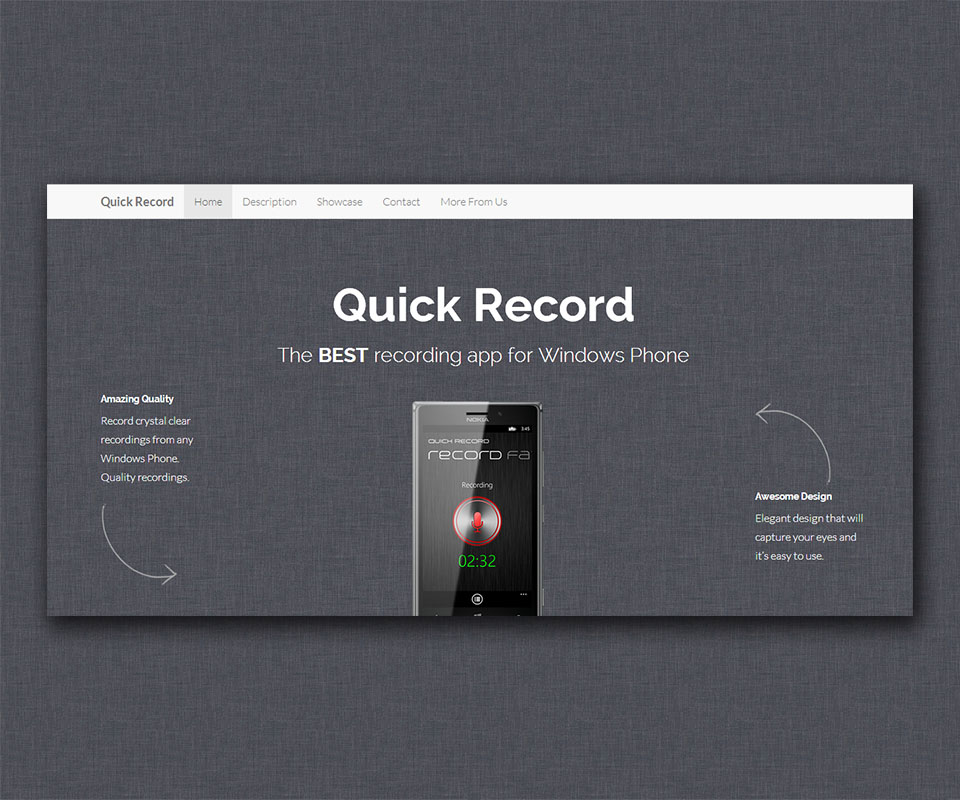 Quick Record Home Description Showcase Contact More From Us
Quick Record
The BEST recording app for Windows Phone
Amazing Quality
Record crystal clear
recordings from any
Windows Phone.
Quality recordings.
NOKIA
3:45
QUICK RECORD
record fa
Recording
02:32
Awesome Design
Elegant design that will
capture your eyes and
it's easy to use.